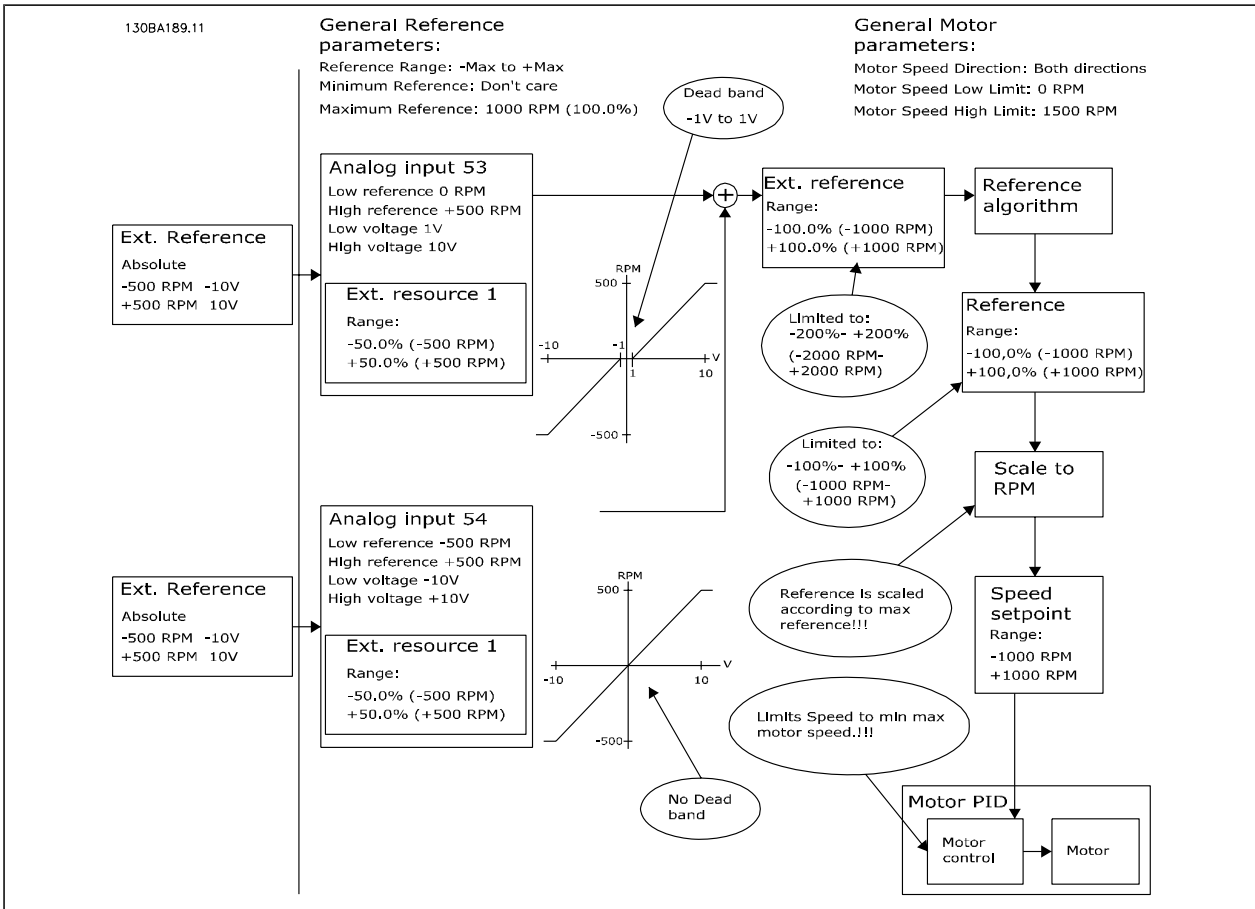 130BA189.11
General Reference
parameters:
Reference Range: -Max to +Max
Minimum Reference: Don't care
Maximum Reference: 1000 RPM (100.0%)
General Motor
parameters:
Motor Speed Direction: Both directions
Motor Speed Low Limit: 0 RPM
Motor Speed High Limit: 1500 RPM
Dead band
-1V to 1V
Ext. Reference
Absolute
-500 RPM -10V
+500 RPM 10V
Analog input 53
Low reference 0 RPM
High reference +500 RPM
Low voltage 1V
High voltage 10V
Ext. resource 1
Range:
-50.0% (-500 RPM)
+50.0% (+500 RPM)
RPM
500
-10
-1
1
10
V
-500
Ext. reference
Range:
-100.0% (-1000 RPM)
+100.0% (+1000 RPM)
Reference
algorithm
Limited to:
-200%- +200%
(-2000 RPM-
+2000 RPM)
Reference
Range:
-100,0% (-1000 RPM)
+100,0% (+1000 RPM)
Limited to:
-100%- +100%
(-1000 RPM-
+1000 RPM)
Scale to
RPM
Ext. Reference
Absolute
-500 RPM -10V
+500 RPM 10V
Analog input 54
Low reference -500 RPM
High reference +500 RPM
Low voltage -10V
High voltage +10V
Ext. resource 1
Range:
-50.0% (-500 RPM)
+50.0% (+500 RPM)
RPM
500
-10
10
V
-500
No Dead
band
Reference is scaled
according to max
reference!!!
Speed
setpoint
Range:
-1000 RPM
+1000 RPM
Limits Speed to min max
motor speed.!!!
Motor PID
Motor
control
Motor